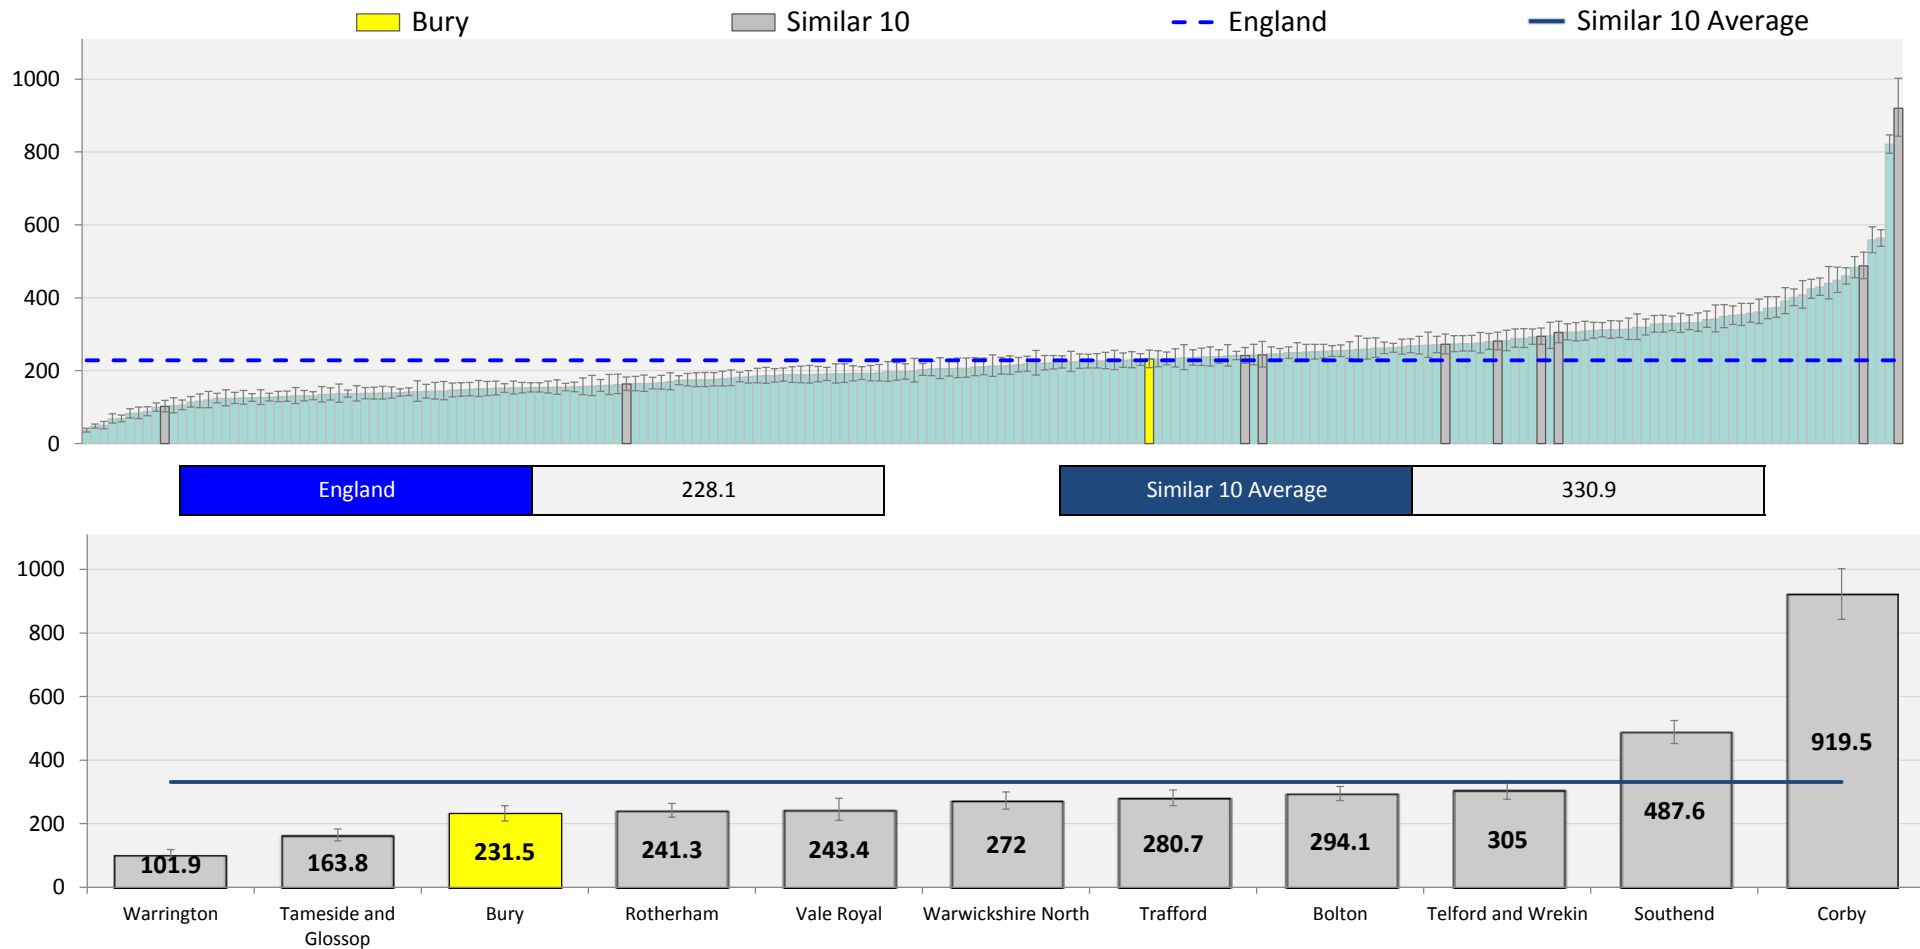 Bury Similar 10 England Similar 10 Average
1000
800
600
400
200
0
England 228.1 Similar 10 Average 330.9
1000
800
600
400
200
0
101.9 163.8 231.5 241.3 243.4 272 280.7 294.1 305 487.6 919.5
Warrington Tameside and Bury Rotherham Vale Royal Warwickshire North Trafford Bolton Telford and Wrekin Southend Corby
Glossop